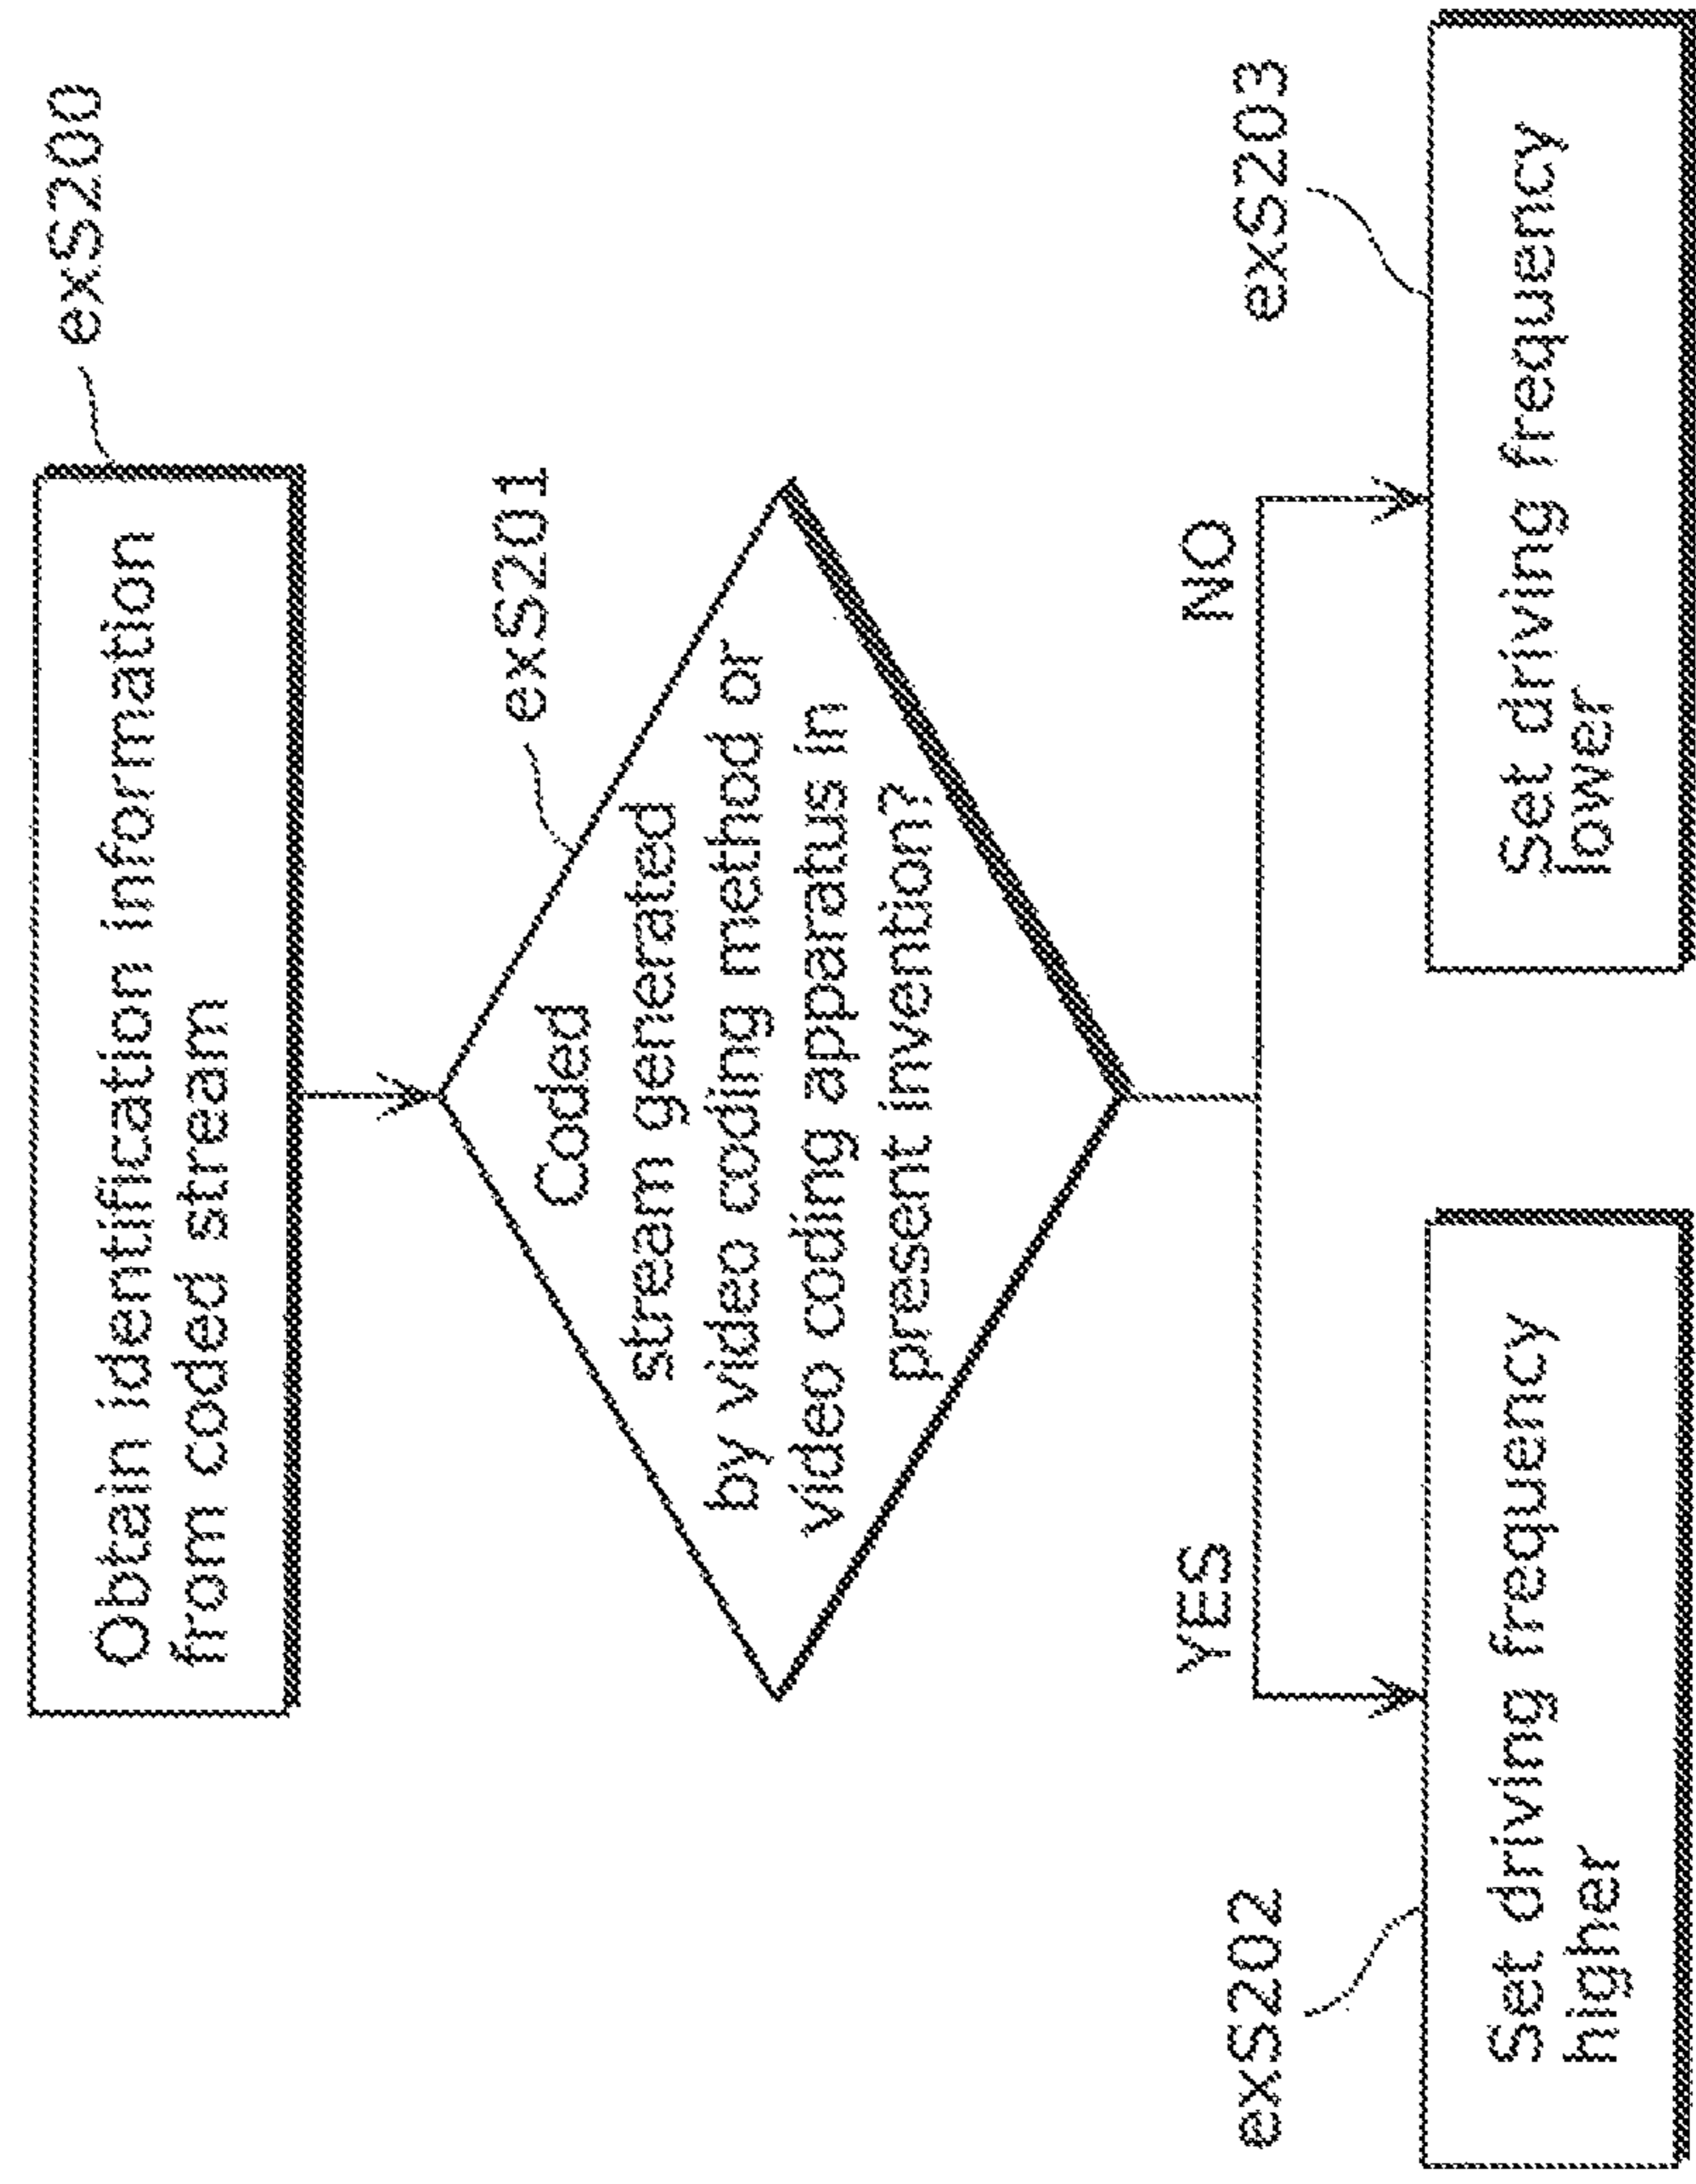 exS200
Obtain identification information
from coded stream
exS201
Coded
stream generated
by video coding method or
video coding apparatus in
present invention?
YES
NO
exS202
exS203
Set driving frequency
higher
Set driving frequency
lower